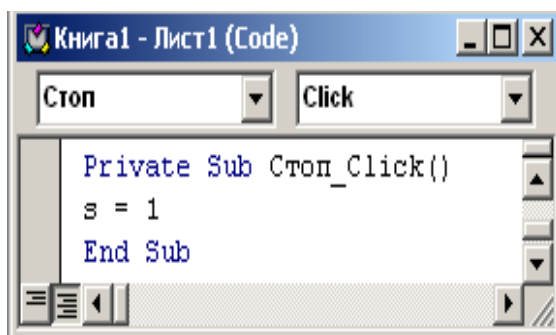 Книга1 - Лист1 (Code)
Стоп Click
Private Sub Стоп_Click()
s = 1
End Sub